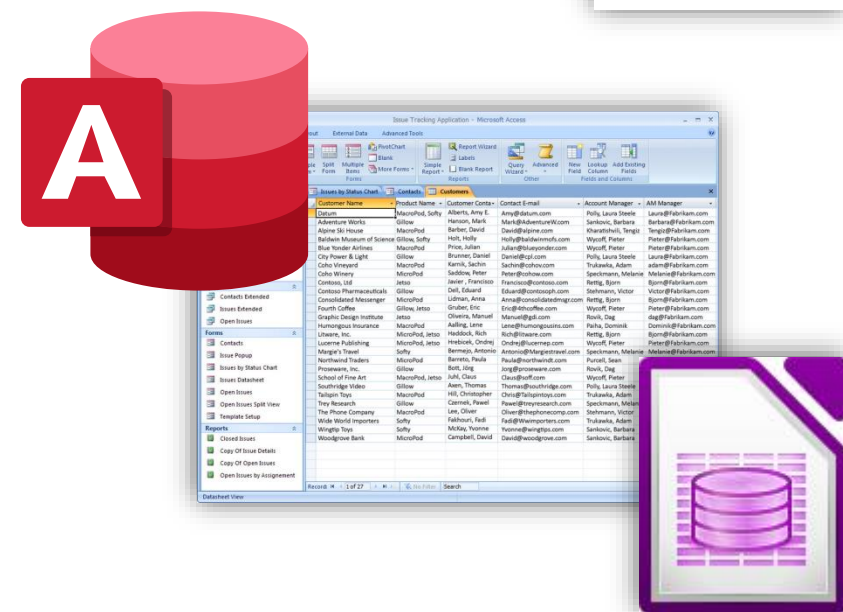 A
Issue Tracking Application - Microsoft Access
External Data Advanced Tools
Split Form
Multiple Items
PivotChart
Blank
More Forms
Forms
Simple Report
Report Wizard
Labels
Blank Report
Reports
Query Wizard
Advanced
Other
New Field
Lookup Column
Add Existing Fields
Fields and Columns
Issues by Status Chart Contacts Customers
Customer Name Product Name Customer Conta Contact E-mail Account Manager AM Manager
Datum MacroPod, Softy Alberts, Amy E. Amy@datum.com Polly, Laura Steele Laura@Fabrikam.com
Adventure Works Gillow Hanson, Mark Mark@AdventureW.com Sankovic, Barbara Barbara@Fabrikam.com
Alpine Ski House MacroPod Barber, David David@alpine.com Kharatishvili, Tengiz Tengiz@Fabrikam.com
Baldwin Museum of Science Gillow, Softy Holt, Holly Holly@baldwinmofs.com Wycoff, Pieter Pieter@Fabrikam.com
Blue Yonder Airlines MacroPod Price, Julian Julian@blueyonder.com Wycoff, Pieter Pieter@Fabrikam.com
City Power & Light Gillow Brunner, Daniel Daniel@cpl.com Polly, Laura Steele Laura@Fabrikam.com
Coho Vineyard MacroPod Karnik, Sachin Sachin@cohov.com Trukawka, Adam adam@Fabrikam.com
Coho Winery MicroPod Saddow, Peter Peter@cohow.com Speckmann, Melanie Melanie@Fabrikam.com
Contoso, Ltd Jetso Javier, Francisco Francisco@contoso.com Rettig, Bjorn Bjorn@Fabrikam.com
Contoso Pharmaceuticals Gillow Dell, Eduard Eduard@contosoph.com Stehmann, Victor Victor@Fabrikam.com
Consolidated Messenger MicroPod Lidman, Anna Anna@consolidatedmsgr.com Rettig, Bjorn Bjorn@Fabrikam.com
Fourth Coffee Gillow, Jetso Gruber, Eric Eric@4thcoffee.com Rettig, Bjorn Bjorn@Fabrikam.com
Graphic Design Institute Jetso Oliveira, Manuel Manuel@gdi.com Rovik, Dag Dag@Fabrikam.com
Humongous Insurance MacroPod Aalling, Lene Lene@humongousins.com Paiha, Dominik Dominik@Fabrikam.com
Litware, Inc. MicroPod, Jetso Haddock, Rich Rich@litware.com Rettig, Bjorn Bjorn@Fabrikam.com
Lucerne Publishing MicroPod, Jetso Hrebicek, Ondrej Ondrej@lucernep.com Wycoff, Pieter Pieter@Fabrikam.com
Margie's Travel Softy Bermejo, Antonio Antonio@Margiestravel.com Speckmann, Melanie Melanie@Fabrikam.com
Northwind Traders MicroPod Barreto, Paula Paula@northwindt.com Purcell, Sean
Proseware, Inc. Gillow Bott, Jörg Jorg@proseware.com Rovik, Dag
School of Fine Art MacroPod, Jetso Juhl, Claus Claus@soff.com Wycoff, Pieter
Southridge Video Gillow Axen, Thomas Thomas@southridge.com Polly, Laura Steele
Tailspin Toys MacroPod Hill, Christopher Chris@Tailspintoys.com Trukawka, Adam
Trey Research Gillow Czernek, Pawel Pawel@treyresearch.com Speckmann, Melan
The Phone Company MacroPod Lee, Oliver Oliver@thephonecomp.com Stehmann, Victor
Wide World Importers Softy Fakhouri, Fadi Fadi@Wwimporters.com Trukawka, Adam
Wingtip Toys Softy McKay, Yvonne Yvonne@wingtips.com Sankovic, Barbara
Woodgrove Bank MicroPod Campbell, David David@woodgrove.com Sankovic, Barbara
Contacts Extended
Issues Extended
Open Issues
Forms
Contacts
Issue Popup
Issues by Status Chart
Issues Datasheet
Open Issues
Open Issues Split View
Template Setup
Reports
Closed Issues
Copy Of Issue Details
Copy Of Open Issues
Open Issues by Assignement
Record: 1 of 27 No Filter Search
Datasheet View